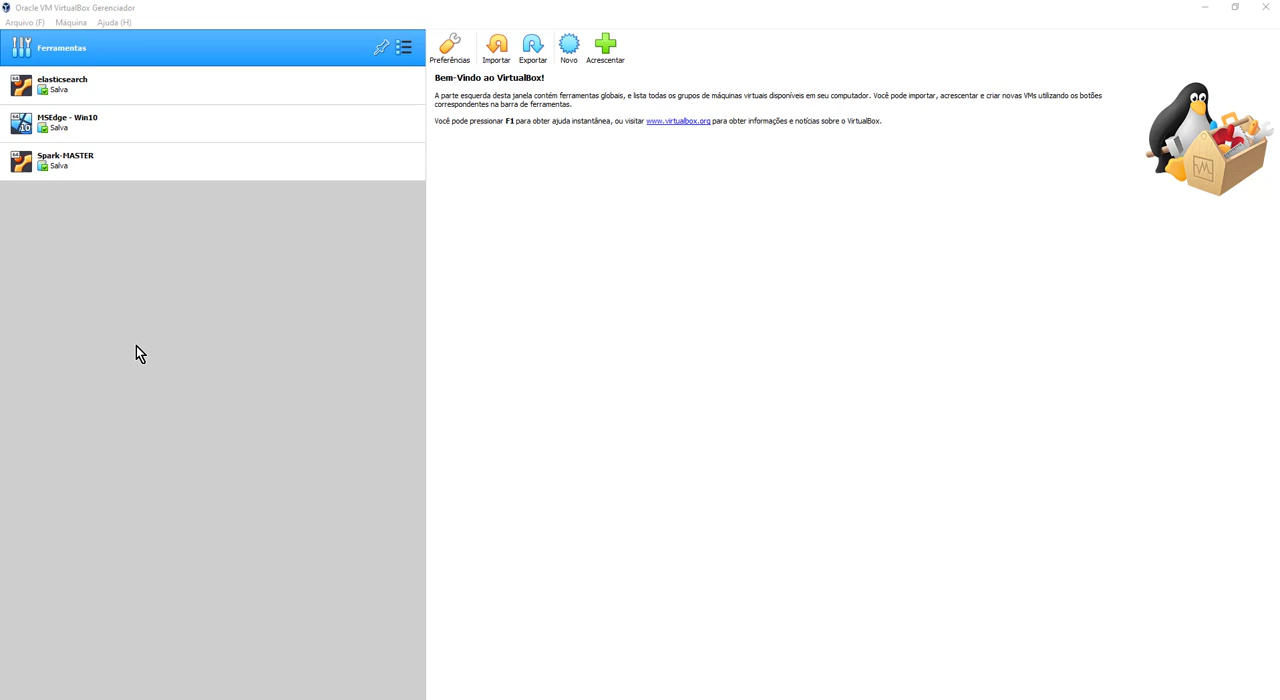 Oracle VM VirtualBox Gerenciador
Arquivo (F) Máquina Ajuda (H)
Ferramentas
elasticsearch
Salva
MSEdge - Win10
Salva
Spark-MASTER
Salva
Preferências Importar Exportar Novo Acrescentar
Bem-Vindo ao VirtualBox!
A parte esquerda desta janela contém ferramentas globais, e lista todas os grupos de máquinas virtuais disponíveis em seu computador. Você pode importar, acrescentar e criar novas VMs utilizando os botões
correspondentes na barra de ferramentas.
Você pode pressionar F1 para obter ajuda instantânea, ou visitar www.virtualbox.org para obter informações e notícias sobre o VirtualBox.